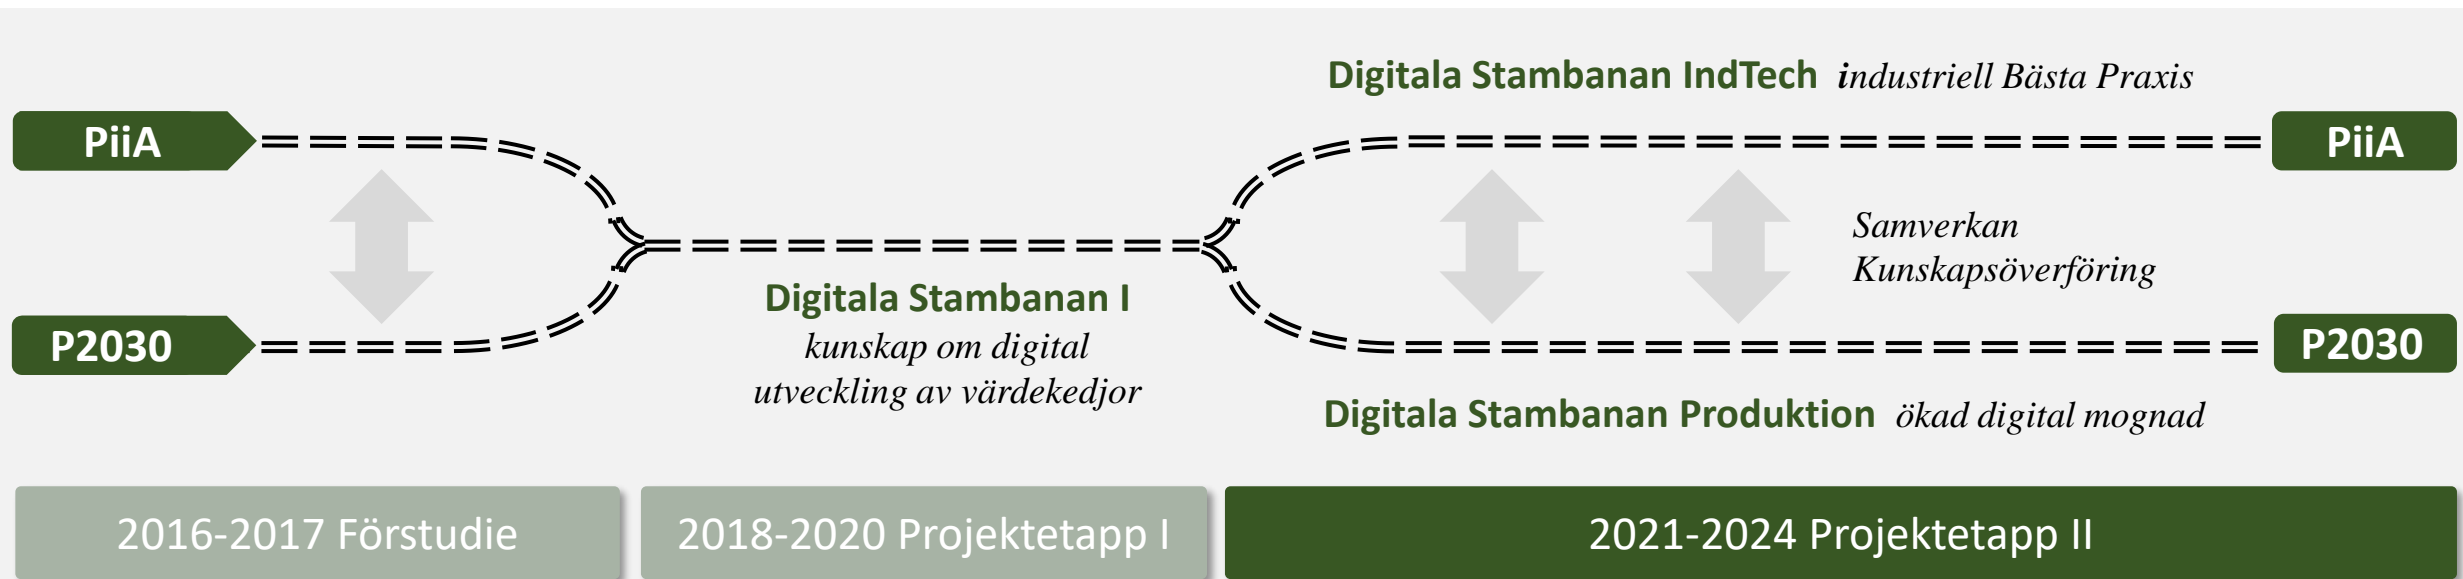 Digitala Stambanan IndTech industriell Bästa Praxis
PiiA
PiiA
Samverkan
Kunskapsöverföring
Digitala Stambanan I
kunskap om digital
utveckling av värdekedjor
P2030
P2030
Digitala Stambanan Produktion ökad digital mognad
2016-2017 Förstudie
2018-2020 Projektetapp I
2021-2024 Projektetapp II